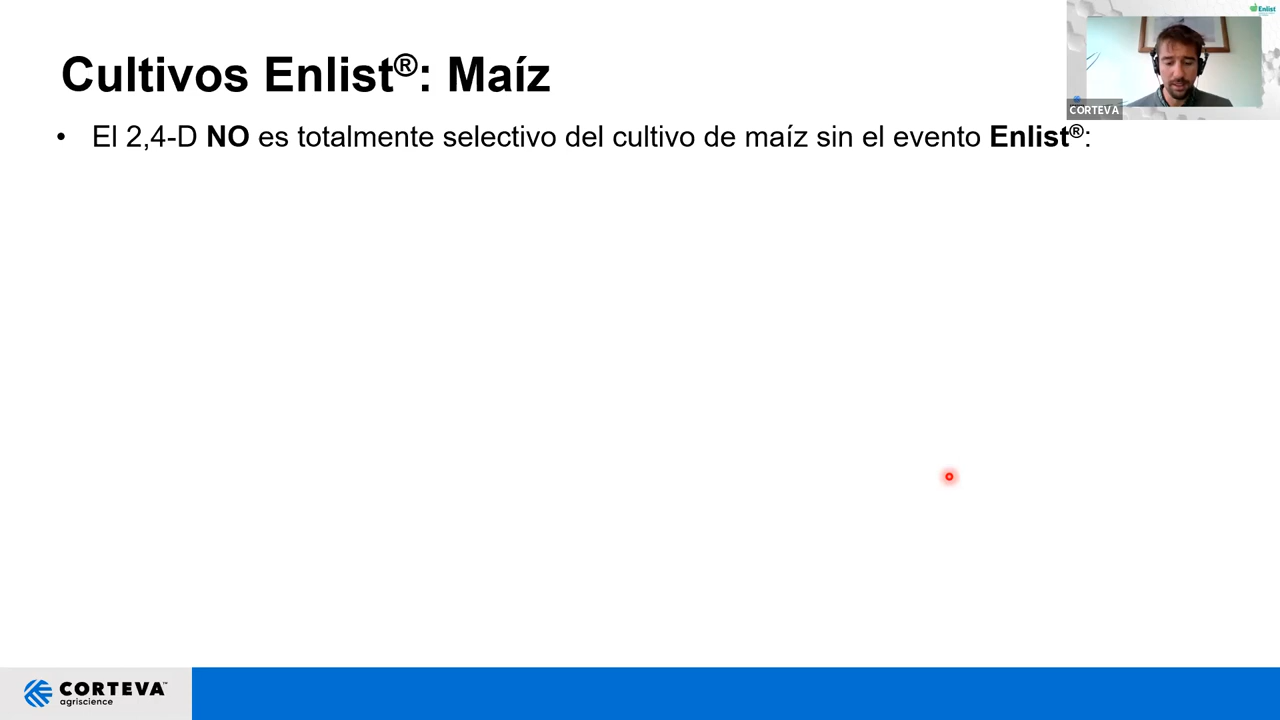 Enlist
CORTEVA
Cultivos Enlist®: Maíz
• El 2,4-D NO es totalmente selectivo del cultivo de maíz sin el evento Enlist®:
CORTEVA™
agriscience